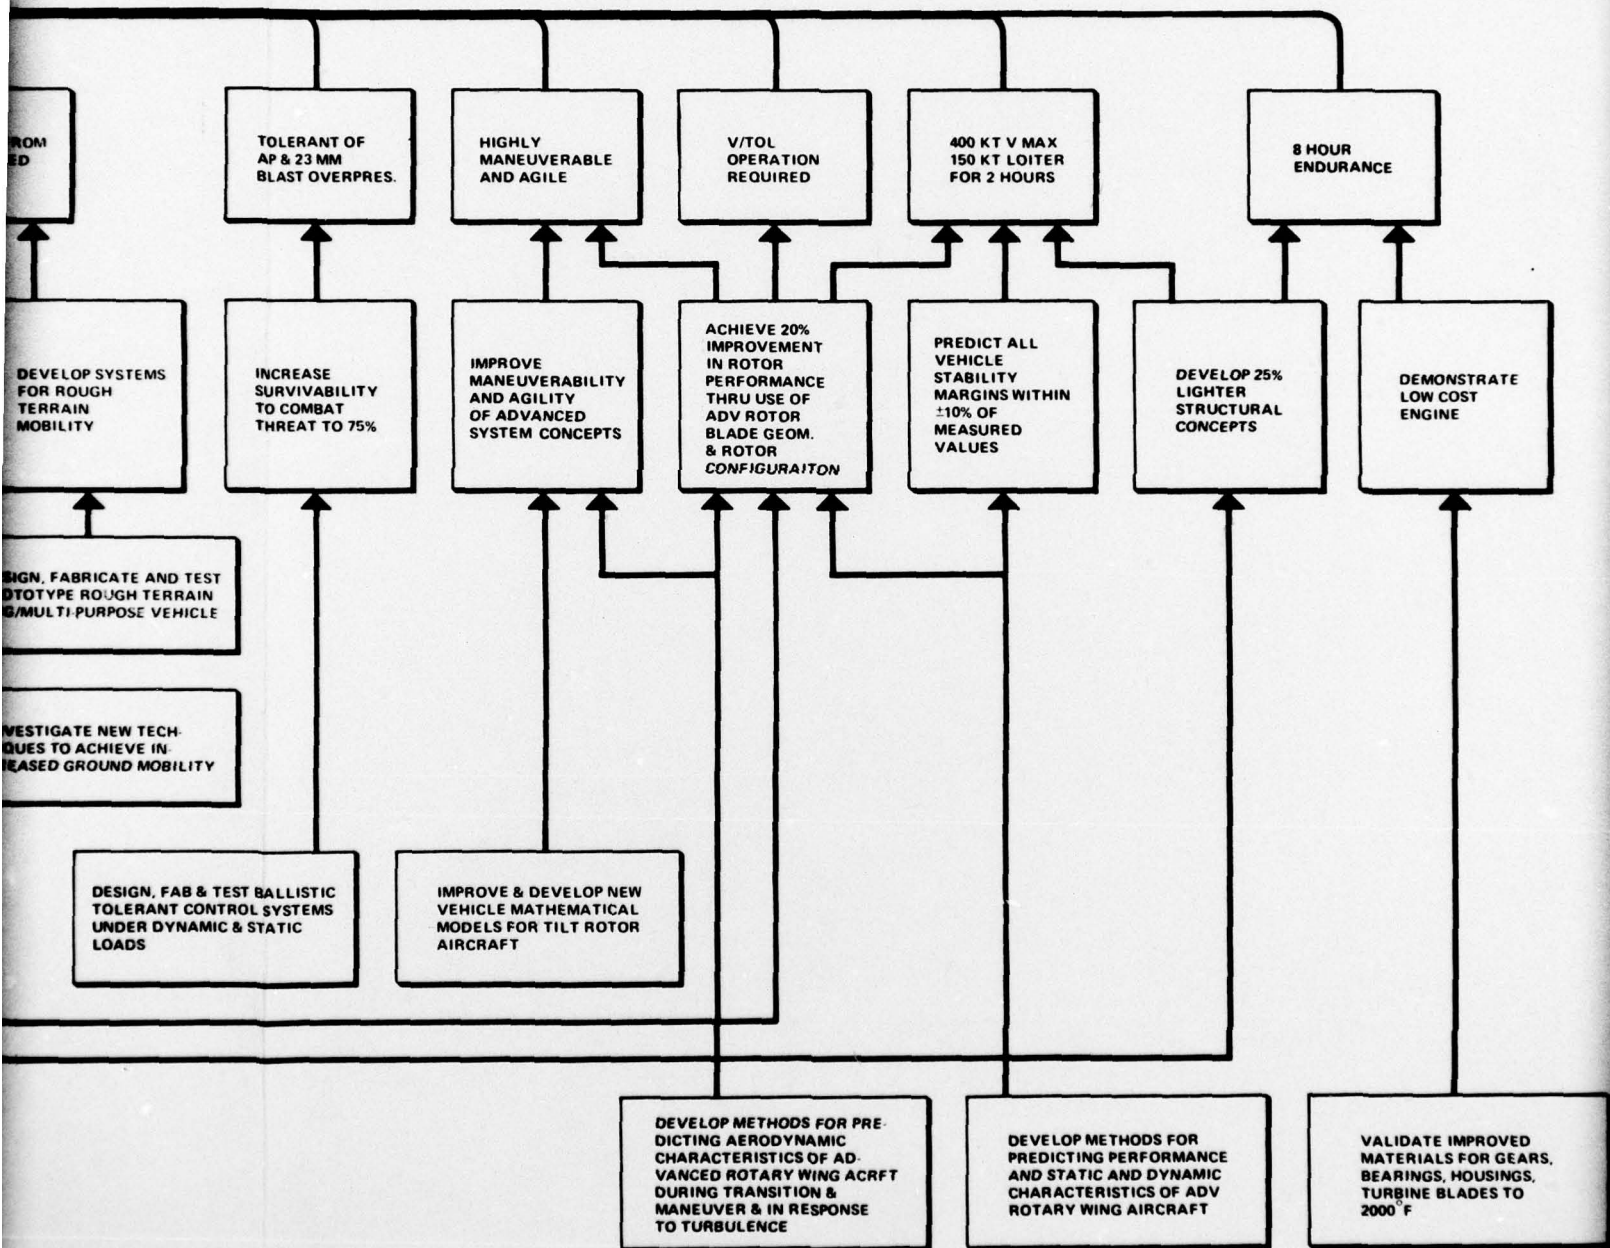 TOLERANT OF
AP & 23 MM
BLAST OVERPRES.
HIGHLY
MANEUVERABLE
AND AGILE
V/TOL
OPERATION
REQUIRED
400 KT V MAX
150 KT LOITER
FOR 2 HOURS
8 HOUR
ENDURANCE
DEVELOP SYSTEMS
FOR ROUGH
TERRAIN
MOBILITY
INCREASE
SURVIVABILITY
TO COMBAT
THREAT TO 75%
IMPROVE
MANEUVERABILITY
AND AGILITY
OF ADVANCED
SYSTEM CONCEPTS
ACHIEVE 20%
IMPROVEMENT
IN ROTOR
PERFORMANCE
THRU USE OF
ADV ROTOR
BLADE GEOM.
& ROTOR
CONFIGURAITON
PREDICT ALL
VEHICLE
STABILITY
MARGINS WITHIN
±10% OF
MEASURED
VALUES
DEVELOP 25%
LIGHTER
STRUCTURAL
CONCEPTS
DEMONSTRATE
LOW COST
ENGINE
SIGN, FABRICATE AND TEST
OTOTYPE ROUGH TERRAIN
G/MULTI-PURPOSE VEHICLE
VESTIGATE NEW TECH-
QUES TO ACHIEVE IN-
EASED GROUND MOBILITY
DESIGN, FAB & TEST BALLISTIC
TOLERANT CONTROL SYSTEMS
UNDER DYNAMIC & STATIC
LOADS
IMPROVE & DEVELOP NEW
VEHICLE MATHEMATICAL
MODELS FOR TILT ROTOR
AIRCRAFT
DEVELOP METHODS FOR PRE-
DICTING AERODYNAMIC
CHARACTERISTICS OF AD-
VANCED ROTARY WING ACRFT
DURING TRANSITION &
MANEUVER & IN RESPONSE
TO TURBULENCE
DEVELOP METHODS FOR
PREDICTING PERFORMANCE
AND STATIC AND DYNAMIC
CHARACTERISTICS OF ADV
ROTARY WING AIRCRAFT
VALIDATE IMPROVED
MATERIALS FOR GEARS,
BEARINGS, HOUSINGS,
TURBINE BLADES TO
2000°F